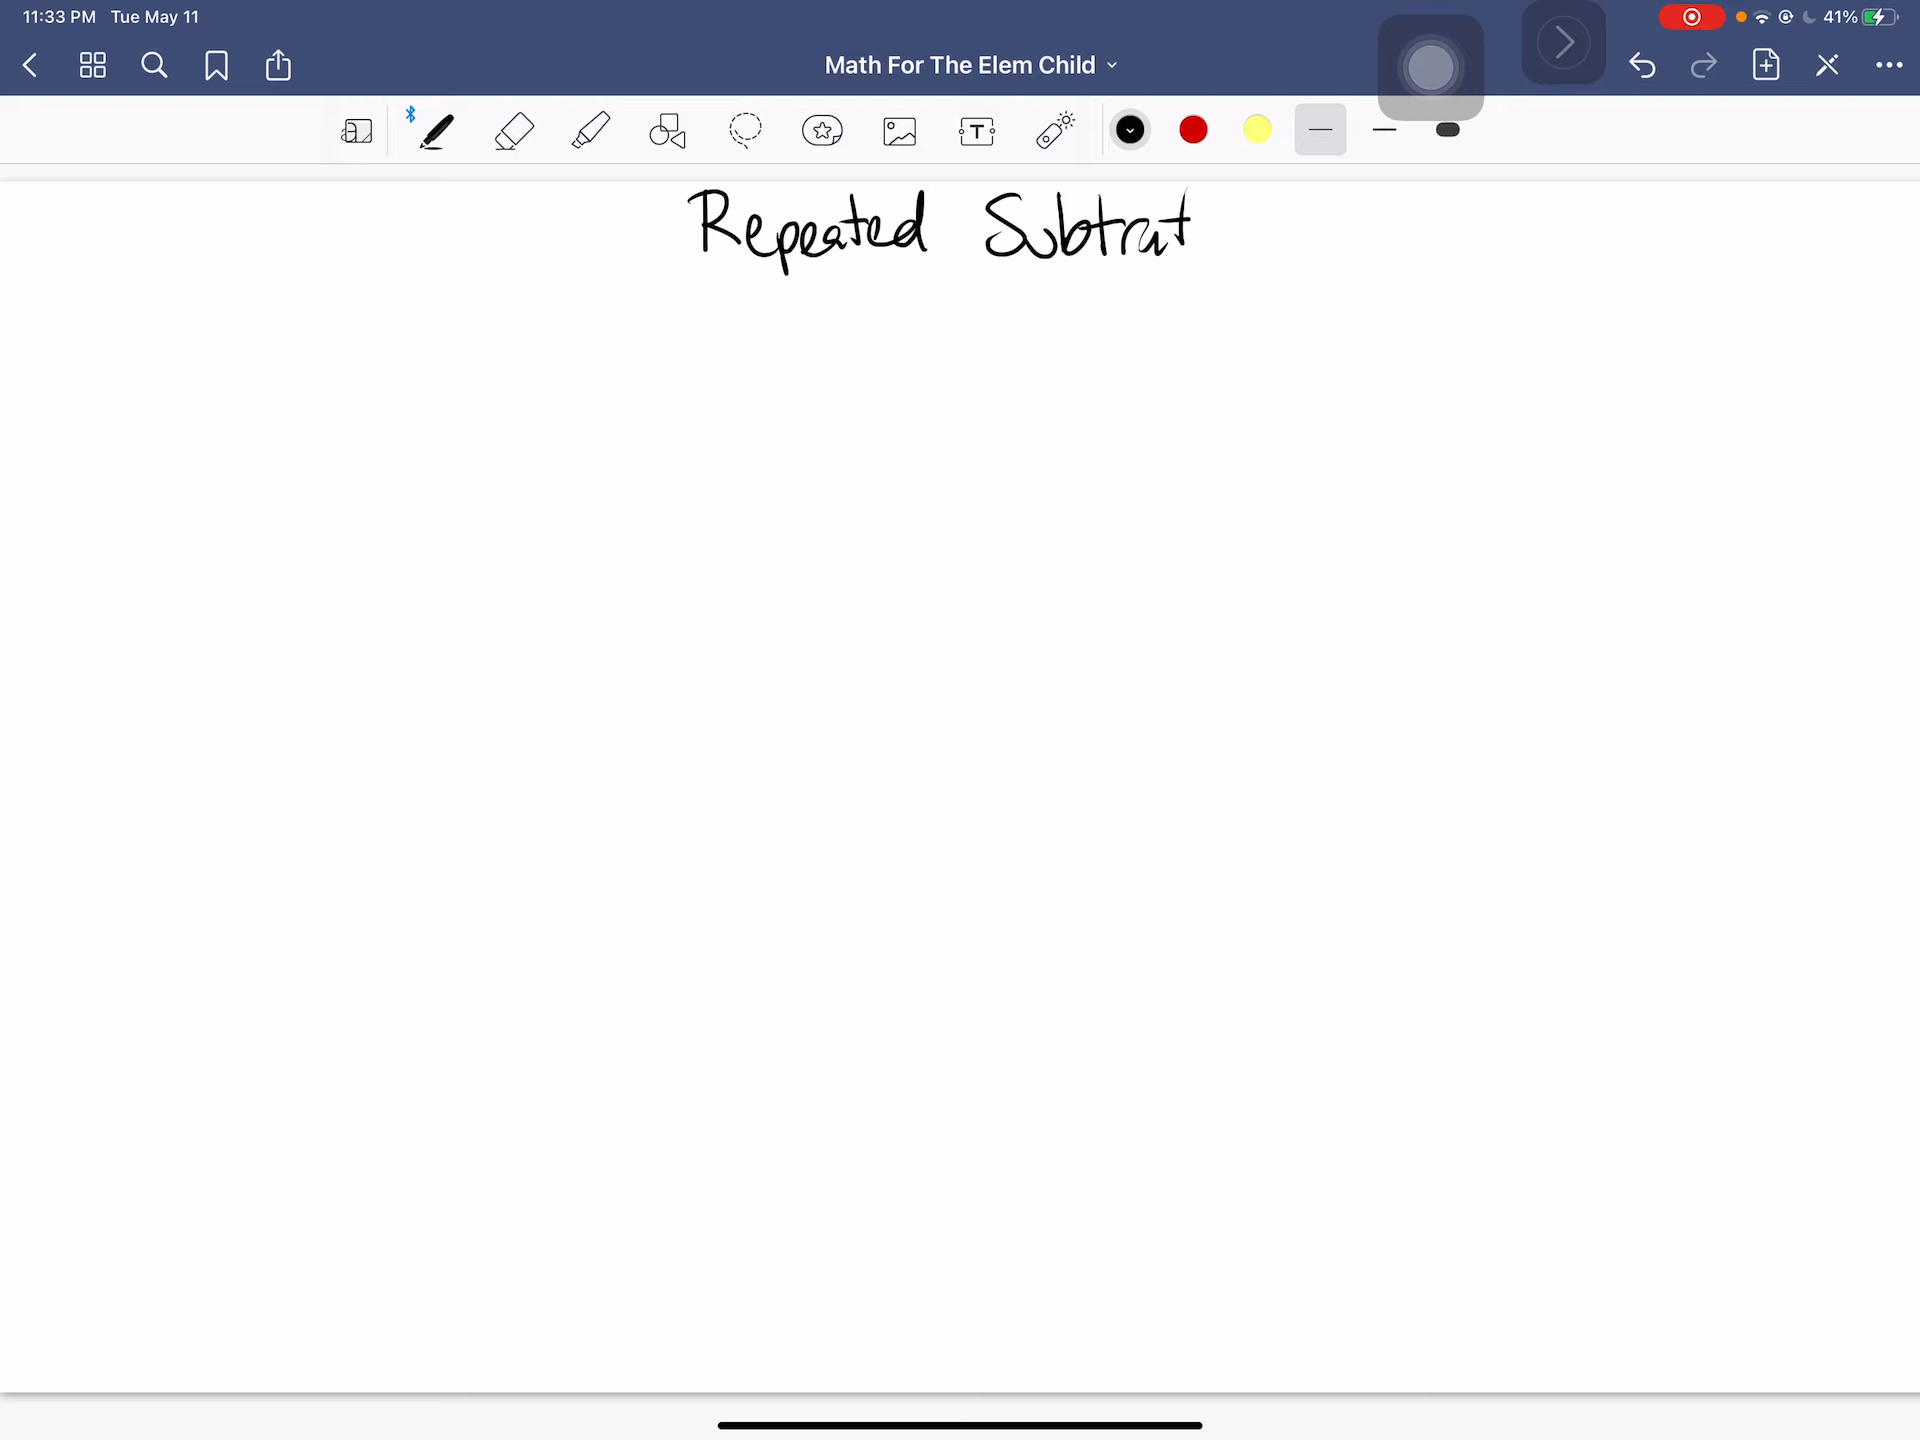 11:33 PM Tue May 11
41%
Math For The Elem Child
T
Repeated Subtrat